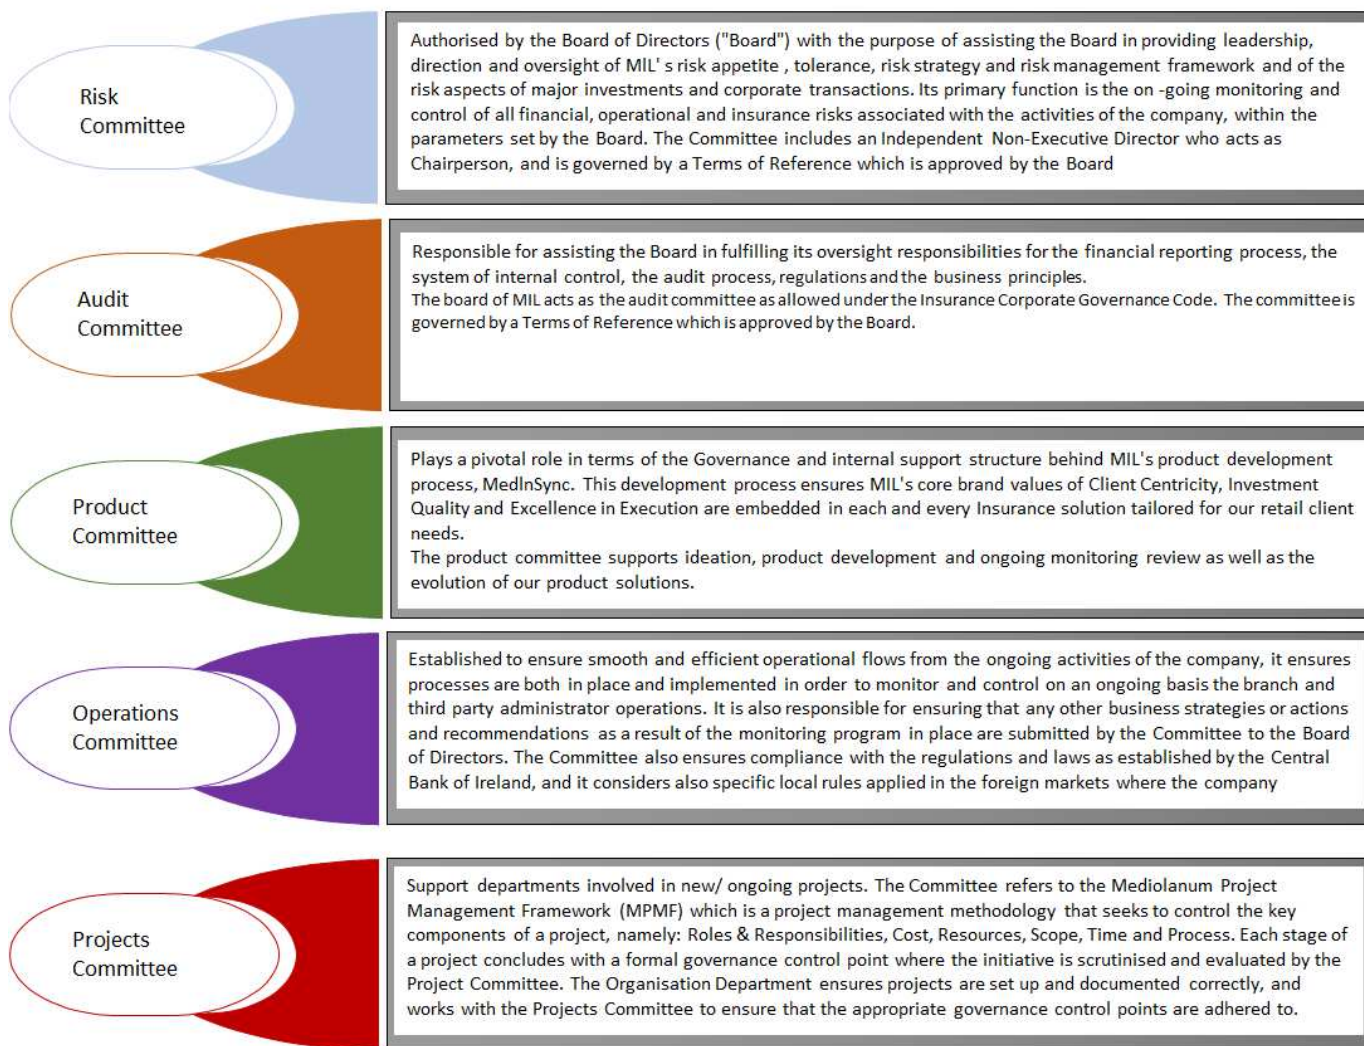 Risk
Committee
Authorised by the Board of Directors ("Board") with the purpose of assisting the Board in providing leadership,
direction and oversight of MIL' s risk appetite , tolerance, risk strategy and risk management framework and of the
risk aspects of major investments and corporate transactions. Its primary function is the on -going monitoring and
control of all financial, operational and insurance risks associated with the activities of the company, within the
parameters set by the Board. The Committee includes an Independent Non-Executive Director who acts as
Chairperson, and is governed by a Terms of Reference which is approved by the Board
Audit
Committee
Responsible for assisting the Board in fulfilling its oversight responsibilities for the financial reporting process, the
system of internal control, the audit process, regulations and the business principles.
The board of MIL acts as the audit committee as allowed under the Insurance Corporate Governance Code. The committee is
governed by a Terms of Reference which is approved by the Board.
Product
Committee
Plays a pivotal role in terms of the Governance and internal support structure behind MIL's product development
process, MedInSync. This development process ensures MIL's core brand values of Client Centricity, Investment
Quality and Excellence in Execution are embedded in each and every Insurance solution tailored for our retail client
needs.
The product committee supports ideation, product development and ongoing monitoring review as well as the
evolution of our product solutions.
Operations
Committee
Established to ensure smooth and efficient operational flows from the ongoing activities of the company, it ensures
processes are both in place and implemented in order to monitor and control on an ongoing basis the branch and
third party administrator operations. It is also responsible for ensuring that any other business strategies or actions
and recommendations as a result of the monitoring program in place are submitted by the Committee to the Board
of Directors. The Committee also ensures compliance with the regulations and laws as established by the Central
Bank of Ireland, and it considers also specific local rules applied in the foreign markets where the company
Projects
Committee
Support departments involved in new/ ongoing projects. The Committee refers to the Mediolanum Project
Management Framework (MPMF) which is a project management methodology that seeks to control the key
components of a project, namely: Roles & Responsibilities, Cost, Resources, Scope, Time and Process. Each stage of
a project concludes with a formal governance control point where the initiative is scrutinised and evaluated by the
Project Committee. The Organisation Department ensures projects are set up and documented correctly, and
works with the Projects Committee to ensure that the appropriate governance control points are adhered to.